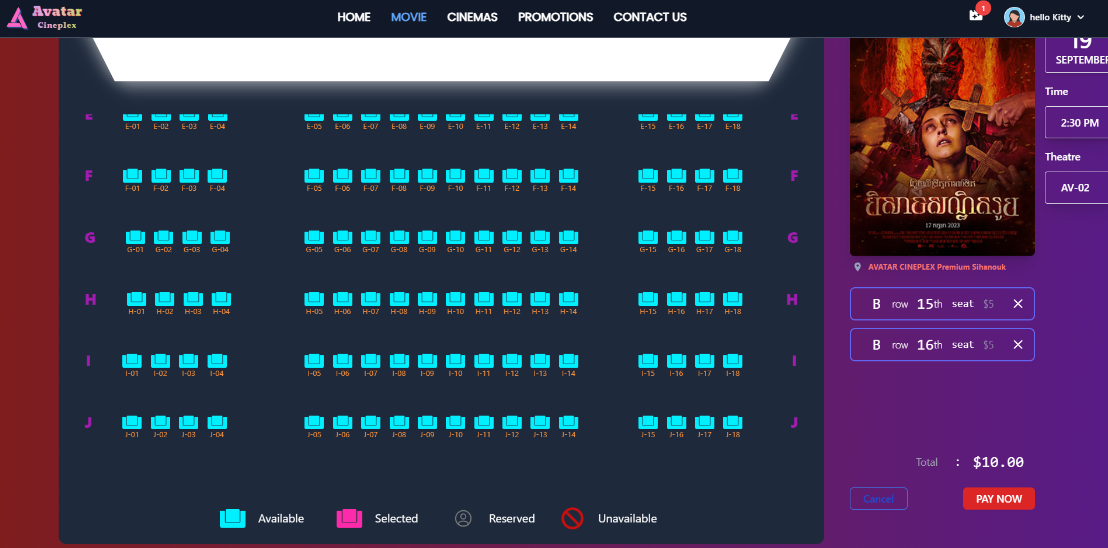 Avatar
Cineplex
HOME MOVIE CINEMAS PROMOTIONS CONTACT US
1
hello Kitty
19
SEPTEMBER
Time
2:30 PM
Theatre
AV-02
E E
E-01 E-02 E-03 E-04 E-05 E-06 E-07 E-08 E-09 E-10 E-11 E-12 E-13 E-14 E-15 E-16 E-17 E-18
F F
F-01 F-02 F-03 F-04 F-05 F-06 F-07 F-08 F-09 F-10 F-11 F-12 F-13 F-14 F-15 F-16 F-17 F-18
G G
G-01 G-02 G-03 G-04 G-05 G-06 G-07 G-08 G-09 G-10 G-11 G-12 G-13 G-14 G-15 G-16 G-17 G-18
H H
H-01 H-02 H-03 H-04 H-05 H-06 H-07 H-08 H-09 H-10 H-11 H-12 H-13 H-14 H-15 H-16 H-17 H-18
I I
I-01 I-02 I-03 I-04 I-05 I-06 I-07 I-08 I-09 I-10 I-11 I-12 I-13 I-14 I-15 I-16 I-17 I-18
J J
J-01 J-02 J-03 J-04 J-05 J-06 J-07 J-08 J-09 J-10 J-11 J-12 J-13 J-14 J-15 J-16 J-17 J-18
Available Selected Reserved Unavailable
2023
AVATAR CINEPLEX Premium Sihanouk
B row 15th seat $5
B row 16th seat $5
Total : $10.00
Cancel PAY NOW